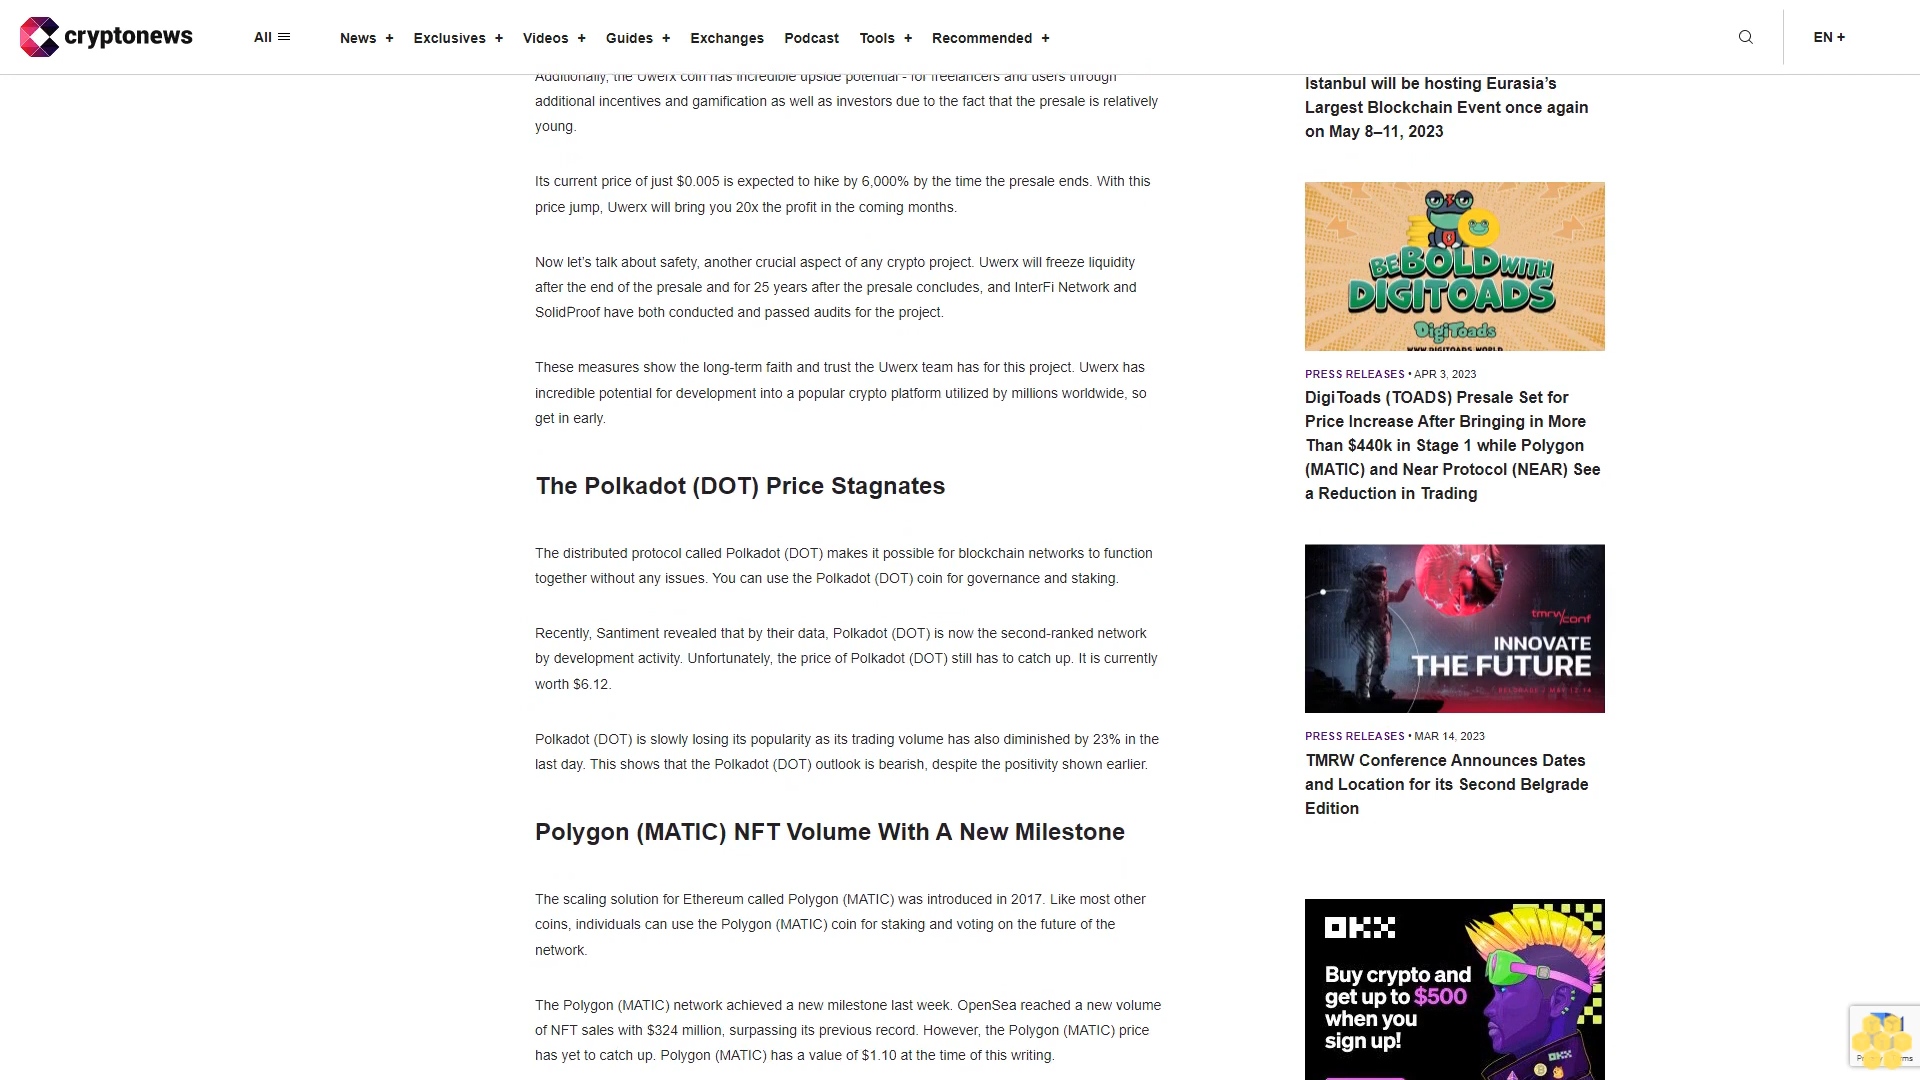 cryptonews
All
News +
Exclusives +
Videos +
Guides +
Exchanges
Podcast
Tools +
Recommended +
EN +
Additionally, the Uwerx coin has incredible upside potential - for freelancers and users through
additional incentives and gamification as well as investors due to the fact that the presale is relatively
young.
Its current price of just $0.005 is expected to hike by 6,000% by the time the presale ends. With this
price jump, Uwerx will bring you 20x the profit in the coming months.
Now let’s talk about safety, another crucial aspect of any crypto project. Uwerx will freeze liquidity
after the end of the presale and for 25 years after the presale concludes, and InterFi Network and
SolidProof have both conducted and passed audits for the project.
These measures show the long-term faith and trust the Uwerx team has for this project. Uwerx has
incredible potential for development into a popular crypto platform utilized by millions worldwide, so
get in early.
The Polkadot (DOT) Price Stagnates
The distributed protocol called Polkadot (DOT) makes it possible for blockchain networks to function
together without any issues. You can use the Polkadot (DOT) coin for governance and staking.
Recently, Santiment revealed that by their data, Polkadot (DOT) is now the second-ranked network
by development activity. Unfortunately, the price of Polkadot (DOT) still has to catch up. It is currently
worth $6.12.
Polkadot (DOT) is slowly losing its popularity as its trading volume has also diminished by 23% in the
last day. This shows that the Polkadot (DOT) outlook is bearish, despite the positivity shown earlier.
Polygon (MATIC) NFT Volume With A New Milestone
The scaling solution for Ethereum called Polygon (MATIC) was introduced in 2017. Like most other
coins, individuals can use the Polygon (MATIC) coin for staking and voting on the future of the
network.
The Polygon (MATIC) network achieved a new milestone last week. OpenSea reached a new volume
of NFT sales with $324 million, surpassing its previous record. However, the Polygon (MATIC) price
has yet to catch up. Polygon (MATIC) has a value of $1.10 at the time of this writing.
Istanbul will be hosting Eurasia’s
Largest Blockchain Event once again
on May 8–11, 2023
BE BOLD WITH
DIGITOADS
DigiToads
WWW.DIGITOADS.WORLD
PRESS RELEASES • APR 3, 2023
DigiToads (TOADS) Presale Set for
Price Increase After Bringing in More
Than $440k in Stage 1 while Polygon
(MATIC) and Near Protocol (NEAR) See
a Reduction in Trading
tmrw/conf
INNOVATE
THE FUTURE
BELGRADE / MAY 12-14
PRESS RELEASES • MAR 14, 2023
TMRW Conference Announces Dates
and Location for its Second Belgrade
Edition
OKX
Buy crypto and
get up to $500
when you
sign up!
OKX